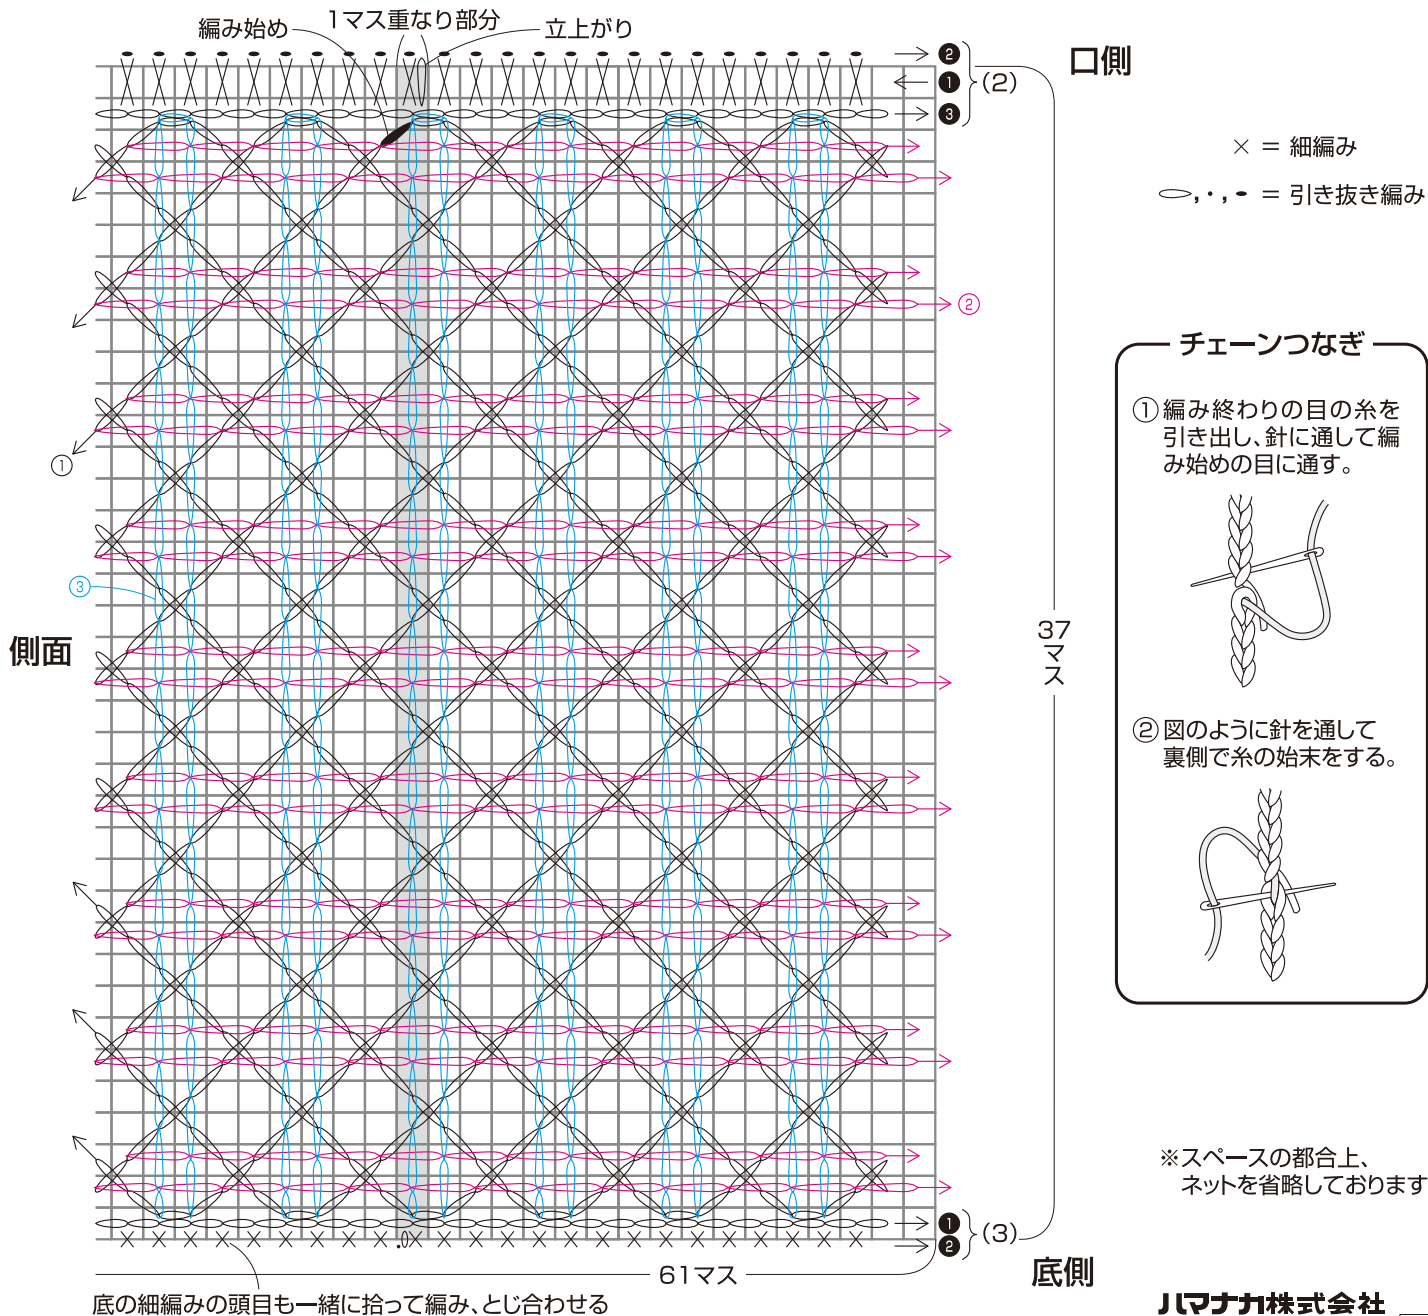 編み始め
1マス重なり部分
立上がり
❷
❶
(2)
❸
口側
× = 細編み
, ・, = 引き抜き編み
②
①
③
側面
37
マス
チェーンつなぎ
① 編み終わりの目の糸を
引き出し、針に通して編
み始めの目に通す。
② 図のように針を通して
裏側で糸の始末をする。
※スペースの都合上、
ネットを省略しております
❶
❷
(3)
61マス
底側
底の細編みの頭目も一緒に拾って編み、とじ合わせる
ハマナカ株式会社